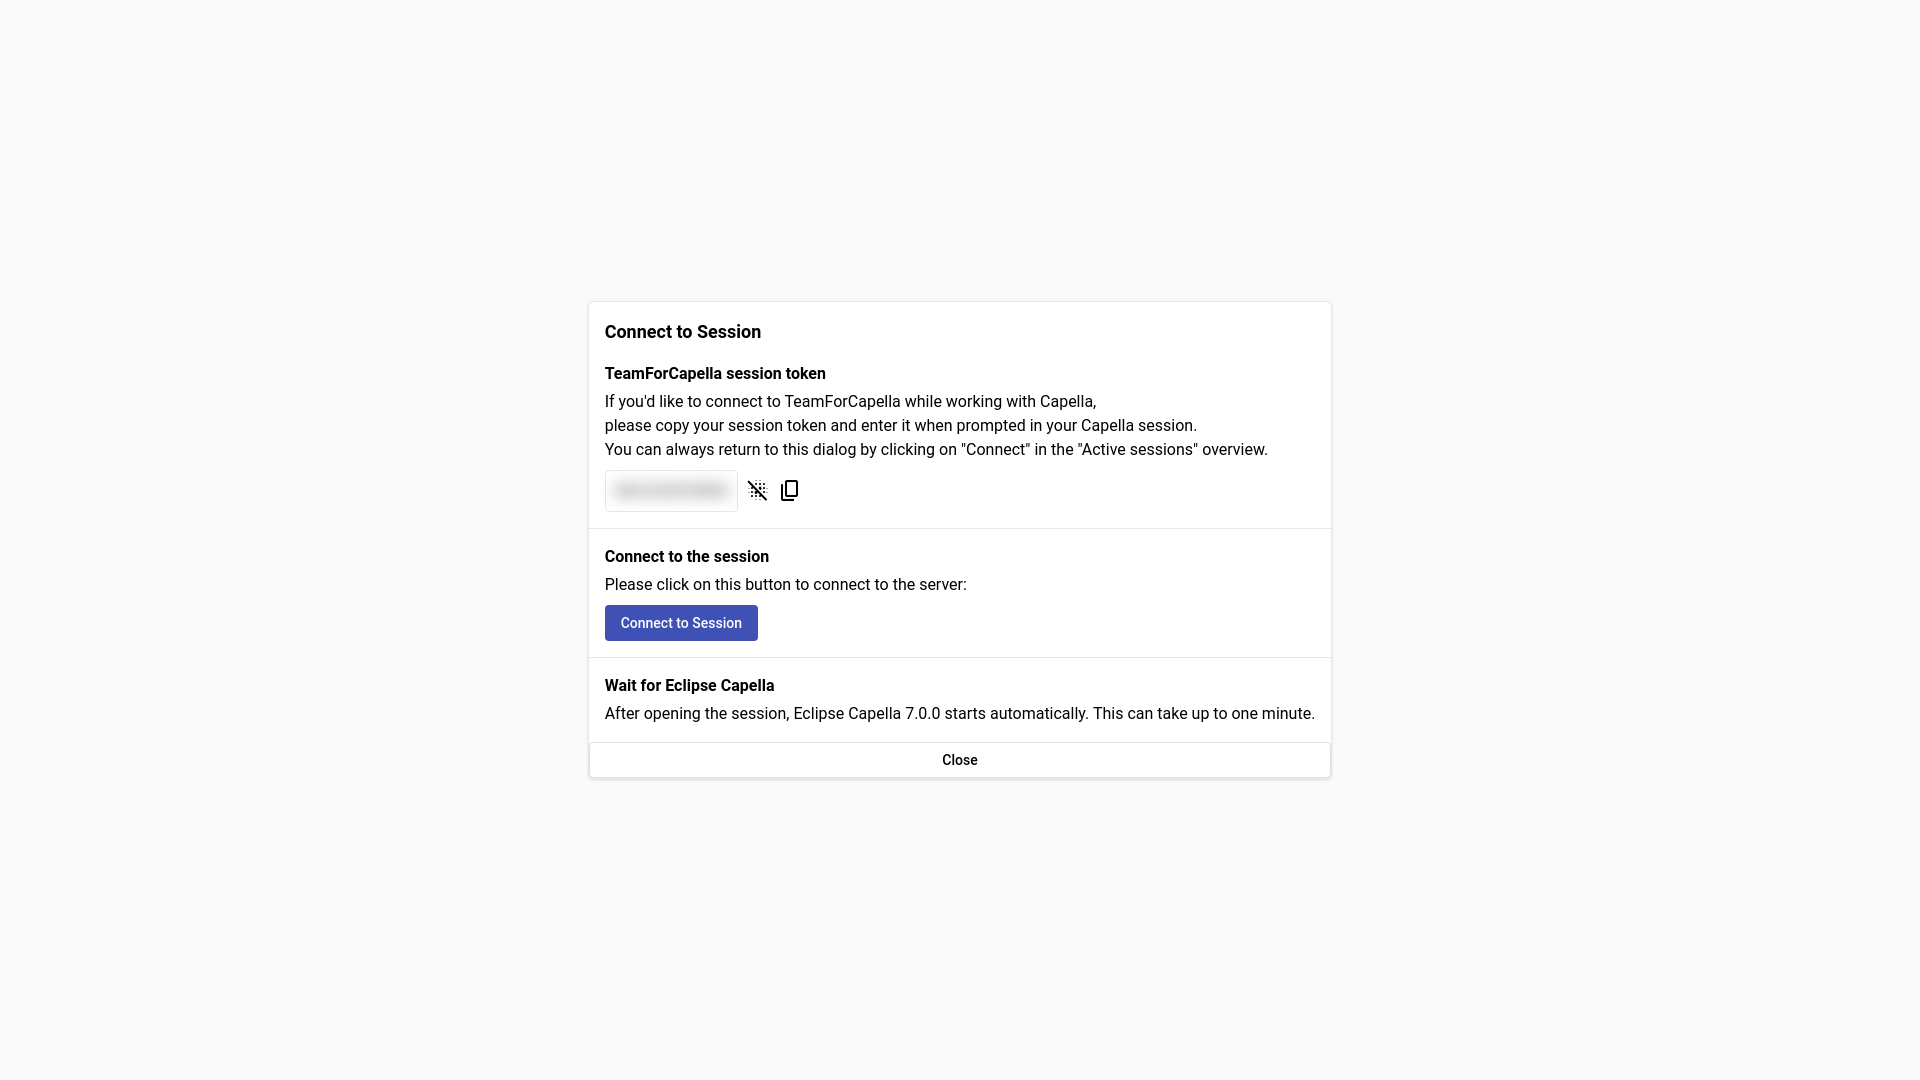 Connect to Session
TeamForCapella session token
If you'd like to connect to TeamForCapella while working with Capella,
please copy your session token and enter it when prompted in your Capella session.
You can always return to this dialog by clicking on "Connect" in the "Active sessions" overview.
Connect to the session
Please click on this button to connect to the server:
Connect to Session
Wait for Eclipse Capella
After opening the session, Eclipse Capella 7.0.0 starts automatically. This can take up to one minute.
Close